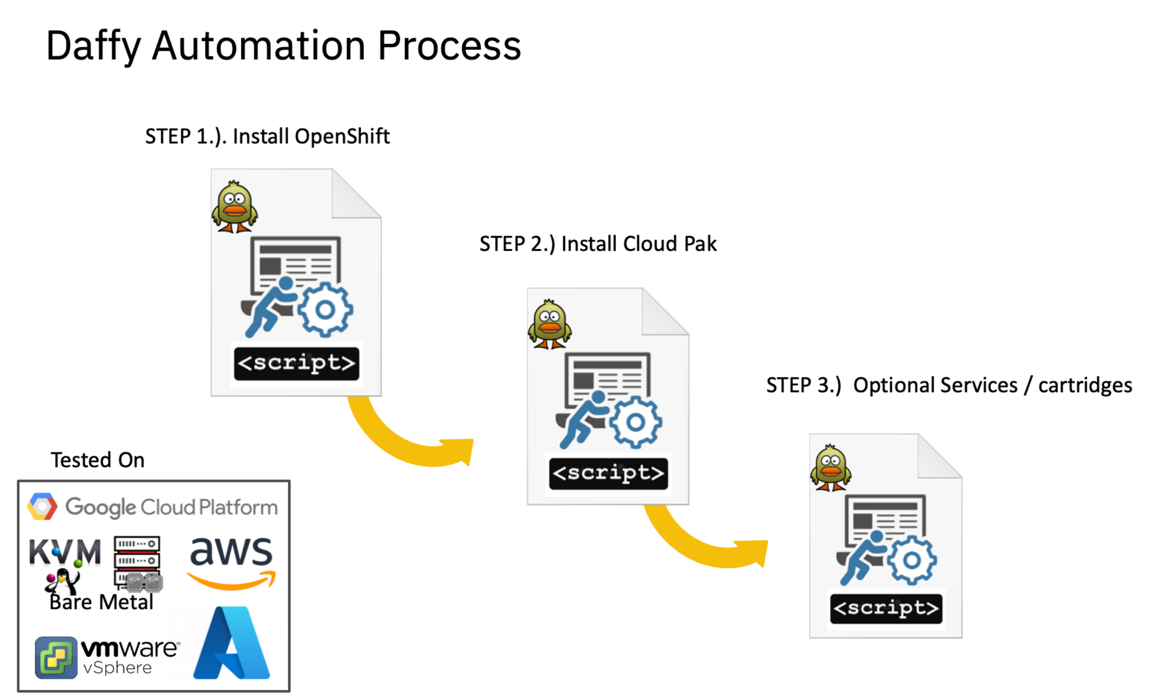 Daffy Automation Process
STEP 1.). Install OpenShift
<script>
STEP 2.) Install Cloud Pak
<script>
STEP 3.)  Optional Services / cartridges
<script>
Tested On
Google Cloud Platform
KVM
aws
Bare Metal
vmware®
vSphere